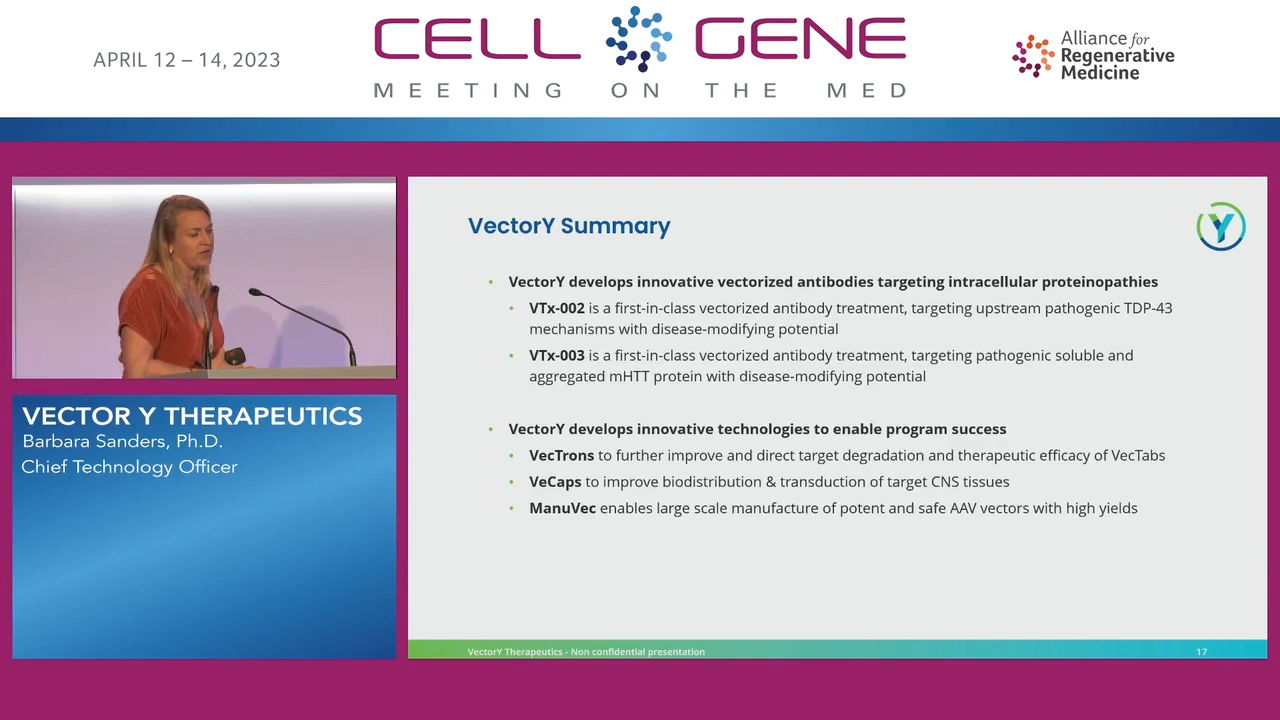 APRIL 12 – 14, 2023
CELL GENE
MEETING ON THE MED
Alliance for
Regenerative
Medicine
VECTOR Y THERAPEUTICS
Barbara Sanders, Ph.D.
Chief Technology Officer
VectorY Summary
Y
• VectorY develops innovative vectorized antibodies targeting intracellular proteinopathies
• VTx-002 is a first-in-class vectorized antibody treatment, targeting upstream pathogenic TDP-43
mechanisms with disease-modifying potential
• VTx-003 is a first-in-class vectorized antibody treatment, targeting pathogenic soluble and
aggregated mHTT protein with disease-modifying potential
• VectorY develops innovative technologies to enable program success
• VecTrons to further improve and direct target degradation and therapeutic efficacy of VecTabs
• VeCaps to improve biodistribution & transduction of target CNS tissues
• ManuVec enables large scale manufacture of potent and safe AAV vectors with high yields
VectorY Therapeutics - Non confidential presentation
17